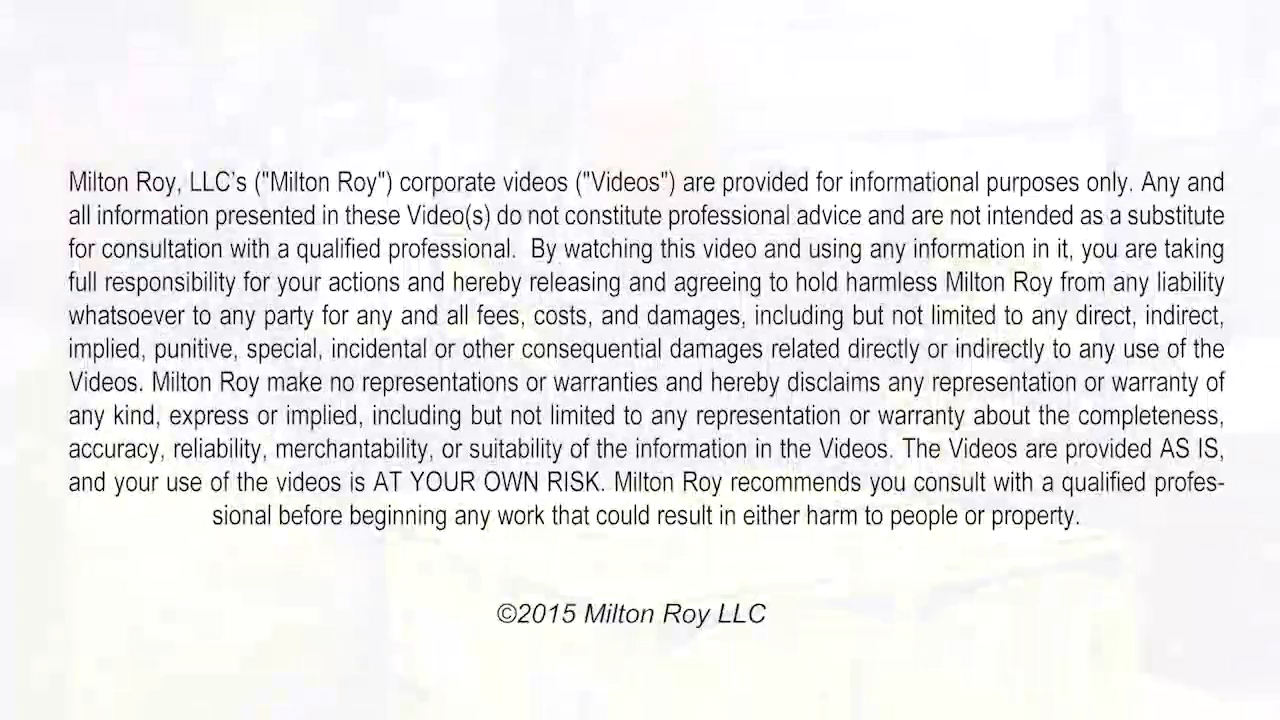 Milton Roy, LLC's ("Milton Roy") corporate videos ("Videos") are provided for informational purposes only. Any and
all information presented in these Video(s) do not constitute professional advice and are not intended as a substitute
for consultation with a qualified professional.  By watching this video and using any information in it, you are taking
full responsibility for your actions and hereby releasing and agreeing to hold harmless Milton Roy from any liability
whatsoever to any party for any and all fees, costs, and damages, including but not limited to any direct, indirect,
implied, punitive, special, incidental or other consequential damages related directly or indirectly to any use of the
Videos. Milton Roy make no representations or warranties and hereby disclaims any representation or warranty of
any kind, express or implied, including but not limited to any representation or warranty about the completeness,
accuracy, reliability, merchantability, or suitability of the information in the Videos. The Videos are provided AS IS,
and your use of the videos is AT YOUR OWN RISK. Milton Roy recommends you consult with a qualified profes-
sional before beginning any work that could result in either harm to people or property.
©2015 Milton Roy LLC